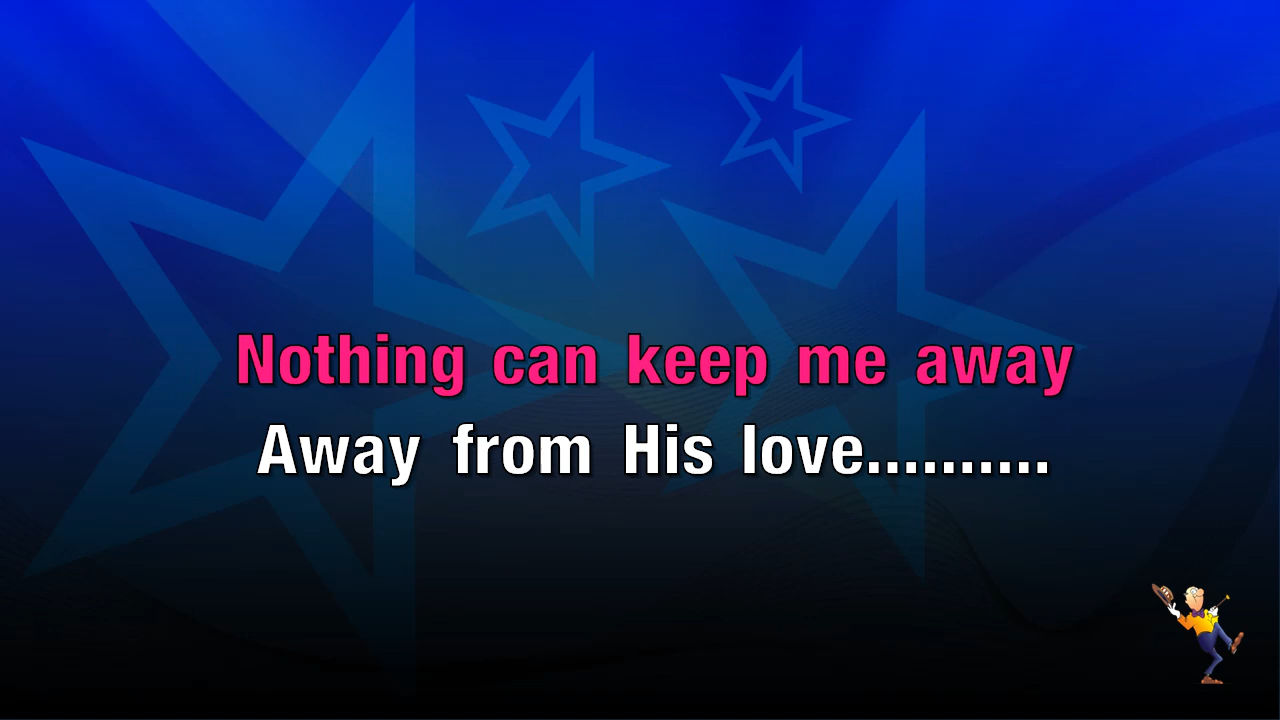 Nothing can keep me away
Away from His love..........